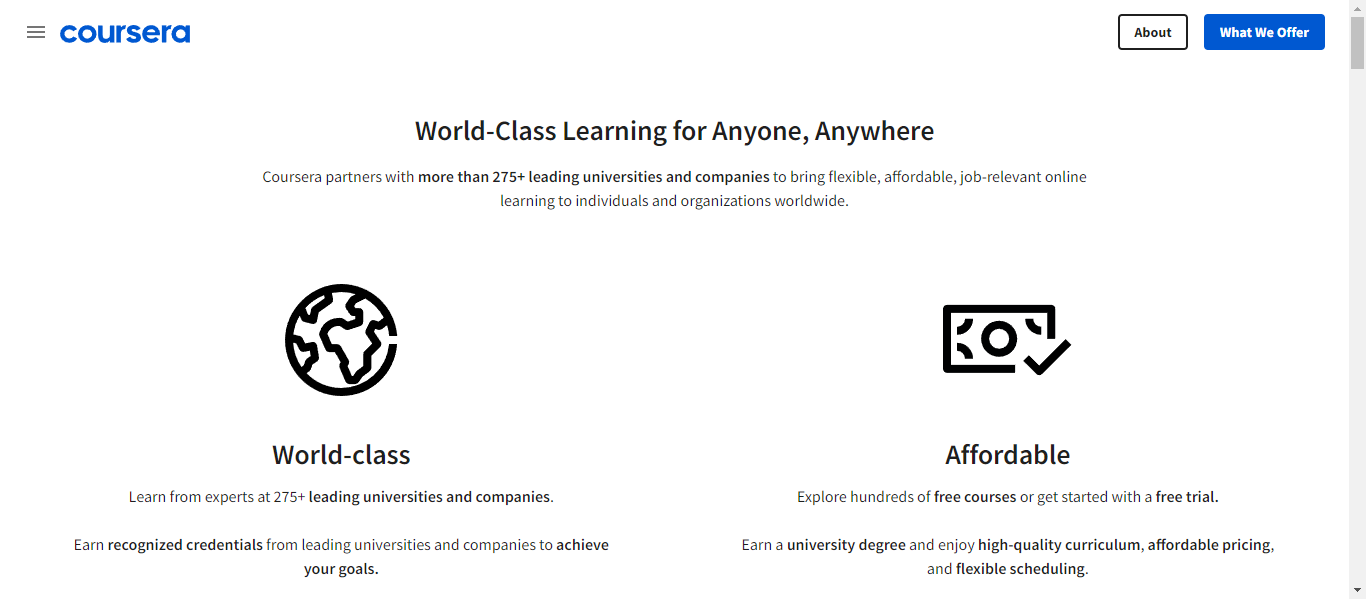 coursera
About
What We Offer
World-Class Learning for Anyone, Anywhere
Coursera partners with more than 275+ leading universities and companies to bring flexible, affordable, job-relevant online
learning to individuals and organizations worldwide.
World-class
Learn from experts at 275+ leading universities and companies.
Earn recognized credentials from leading universities and companies to achieve
your goals.
Affordable
Explore hundreds of free courses or get started with a free trial.
Earn a university degree and enjoy high-quality curriculum, affordable pricing,
and flexible scheduling.